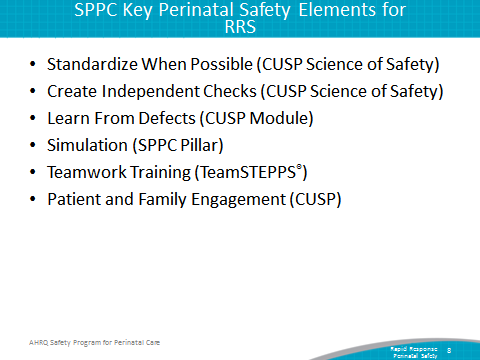 SPPC Key Perinatal Safety Elements for
RRS
• Standardize When Possible (CUSP Science of Safety)
• Create Independent Checks (CUSP Science of Safety)
• Learn From Defects (CUSP Module)
• Simulation (SPPC Pillar)
• Teamwork Training (TeamSTEPPS®)
• Patient and Family Engagement (CUSP)
AHRQ Safety Program for Perinatal Care
Rapid Response
Perinatal Safety
8